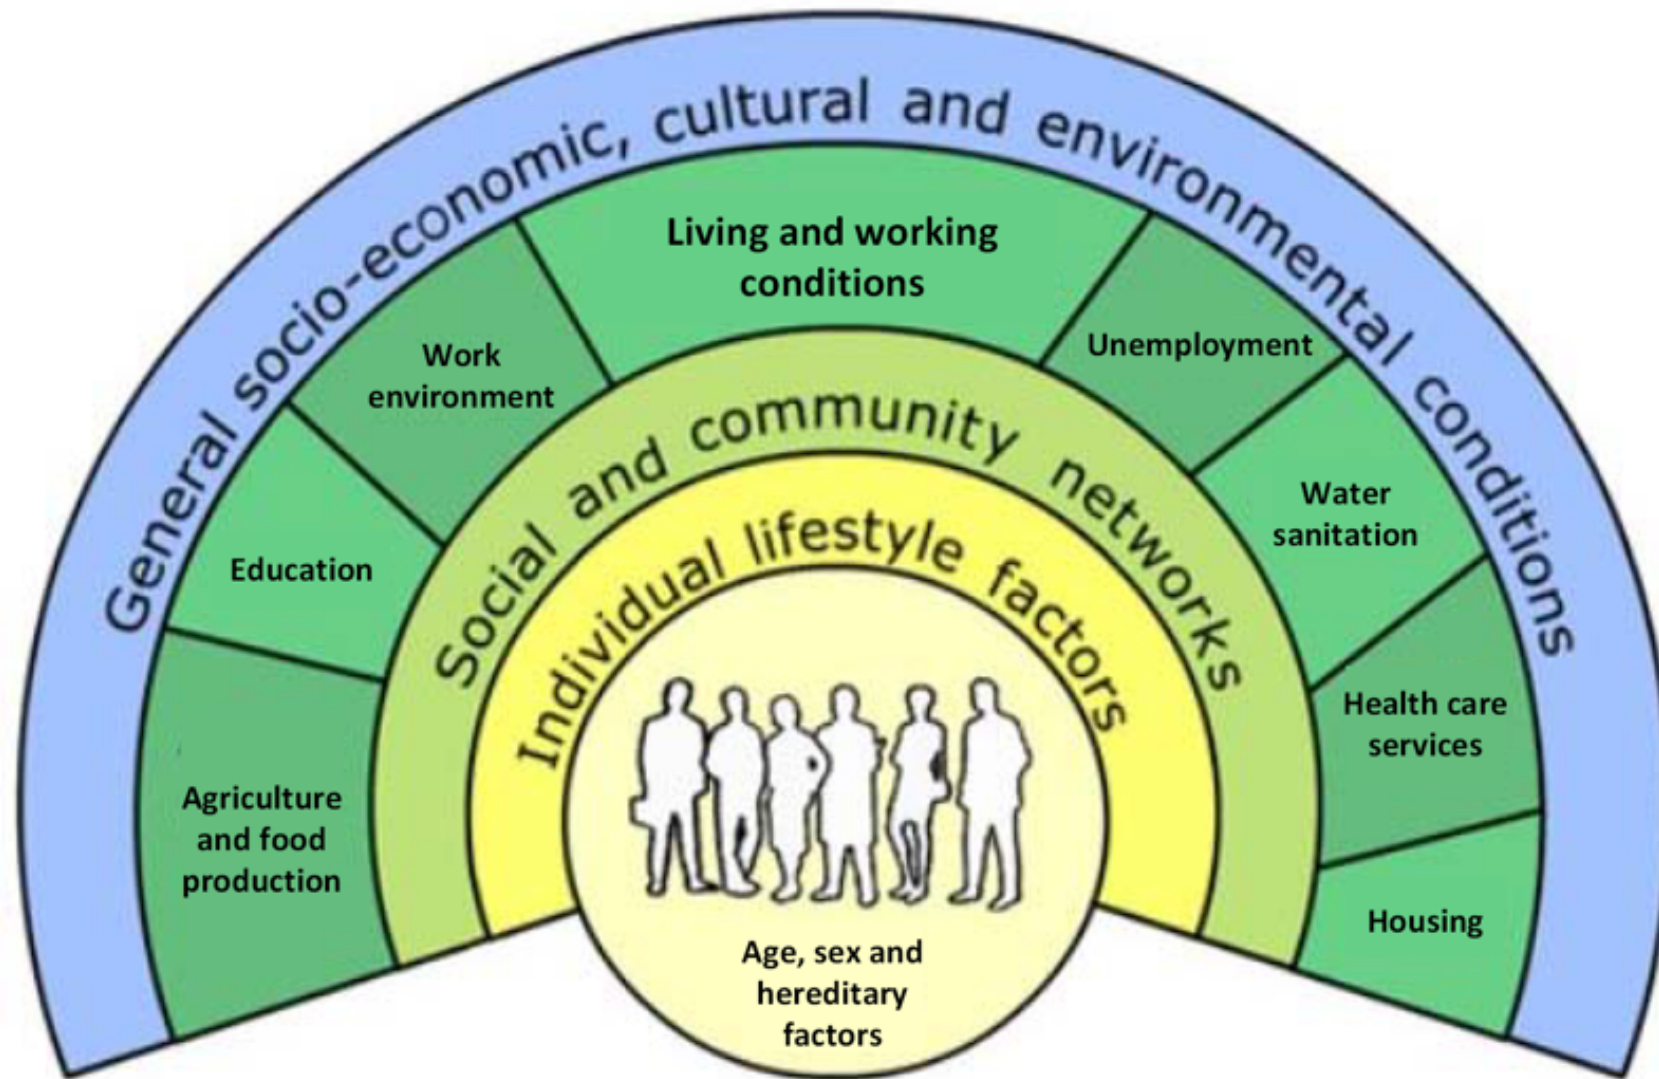 General socio-economic, cultural and environmental conditions
Living and working
conditions
Work
environment
Unemployment
Education
Water
sanitation
Agriculture
and food
production
Health care
services
Housing
Social and community networks
Individual lifestyle factors
Age, sex and
hereditary
factors